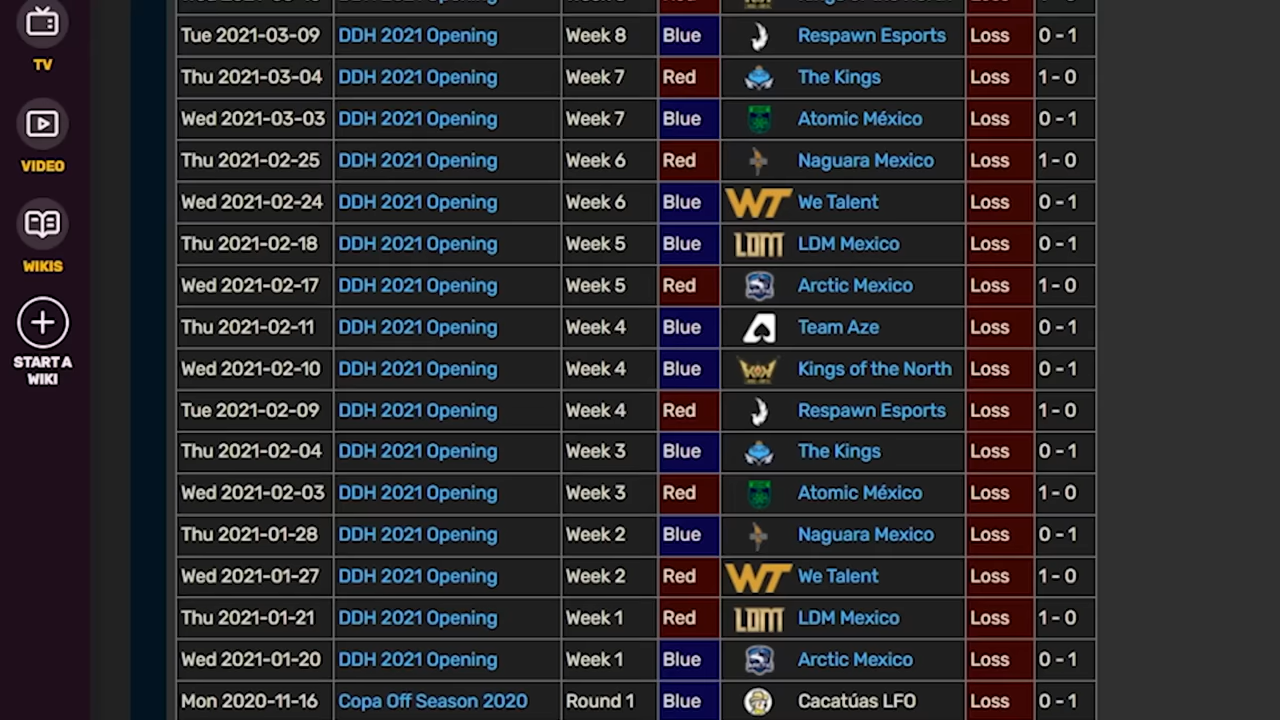 TV
VIDEO
WIKIS
START A
WIKI
Tue 2021-03-09 DDH 2021 Opening Week 8 Blue Respawn Esports Loss 0 - 1
Thu 2021-03-04 DDH 2021 Opening Week 7 Red The Kings Loss 1 - 0
Wed 2021-03-03 DDH 2021 Opening Week 7 Blue Atomic México Loss 0 - 1
Thu 2021-02-25 DDH 2021 Opening Week 6 Red Naguara Mexico Loss 1 - 0
Wed 2021-02-24 DDH 2021 Opening Week 6 Blue WT We Talent Loss 0 - 1
Thu 2021-02-18 DDH 2021 Opening Week 5 Blue LDM LDM Mexico Loss 0 - 1
Wed 2021-02-17 DDH 2021 Opening Week 5 Red Arctic Mexico Loss 1 - 0
Thu 2021-02-11 DDH 2021 Opening Week 4 Blue Team Aze Loss 0 - 1
Wed 2021-02-10 DDH 2021 Opening Week 4 Blue Kings of the North Loss 0 - 1
Tue 2021-02-09 DDH 2021 Opening Week 4 Red Respawn Esports Loss 1 - 0
Thu 2021-02-04 DDH 2021 Opening Week 3 Blue The Kings Loss 0 - 1
Wed 2021-02-03 DDH 2021 Opening Week 3 Red Atomic México Loss 1 - 0
Thu 2021-01-28 DDH 2021 Opening Week 2 Blue Naguara Mexico Loss 0 - 1
Wed 2021-01-27 DDH 2021 Opening Week 2 Red WT We Talent Loss 1 - 0
Thu 2021-01-21 DDH 2021 Opening Week 1 Red LDM LDM Mexico Loss 1 - 0
Wed 2021-01-20 DDH 2021 Opening Week 1 Blue Arctic Mexico Loss 0 - 1
Mon 2020-11-16 Copa Off Season 2020 Round 1 Blue Cacatúas LFO Loss 0 - 1